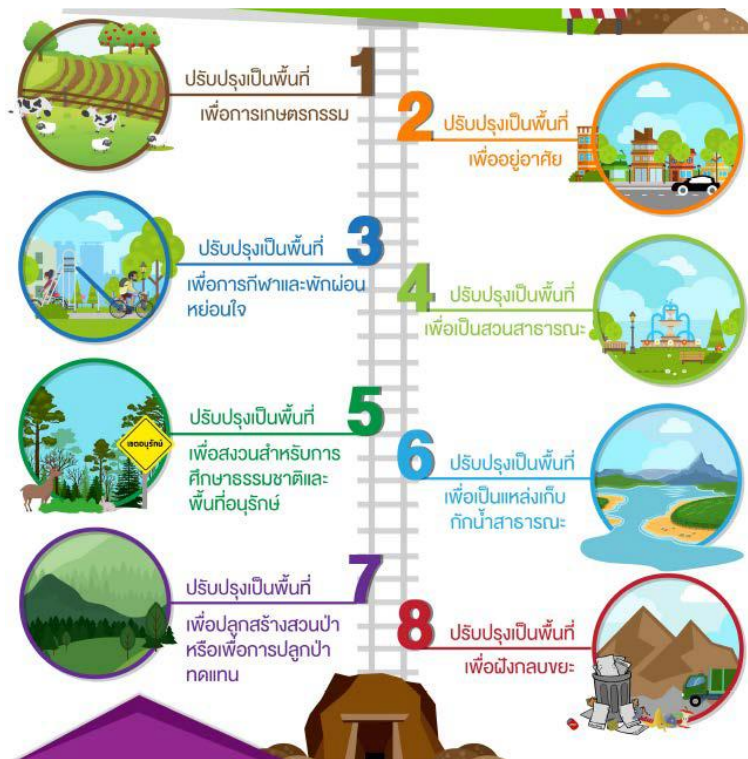 1
ปรับปรุงเป็นพื้นที่
เพื่อการเกษตรกรรม
2
ปรับปรุงเป็นพื้นที่
เพื่ออยู่อาศัย
3
ปรับปรุงเป็นพื้นที่
เพื่อการกีฬาและพักผ่อน
หย่อนใจ
4
ปรับปรุงเป็นพื้นที่
เพื่อเป็นสวนสาธารณะ
5
ปรับปรุงเป็นพื้นที่
เพื่อสงวนสำหรับการ
ศึกษาธรรมชาติและ
พื้นที่อนุรักษ์
เขตอนุรักษ์
6
ปรับปรุงเป็นพื้นที่
เพื่อเป็นแหล่งเก็บ
กักน้ำสาธารณะ
7
ปรับปรุงเป็นพื้นที่
เพื่อปลูกสร้างสวนป่า
หรือเพื่อการปลูกป่า
ทดแทน
8
ปรับปรุงเป็นพื้นที่
เพื่อฝังกลบขยะ